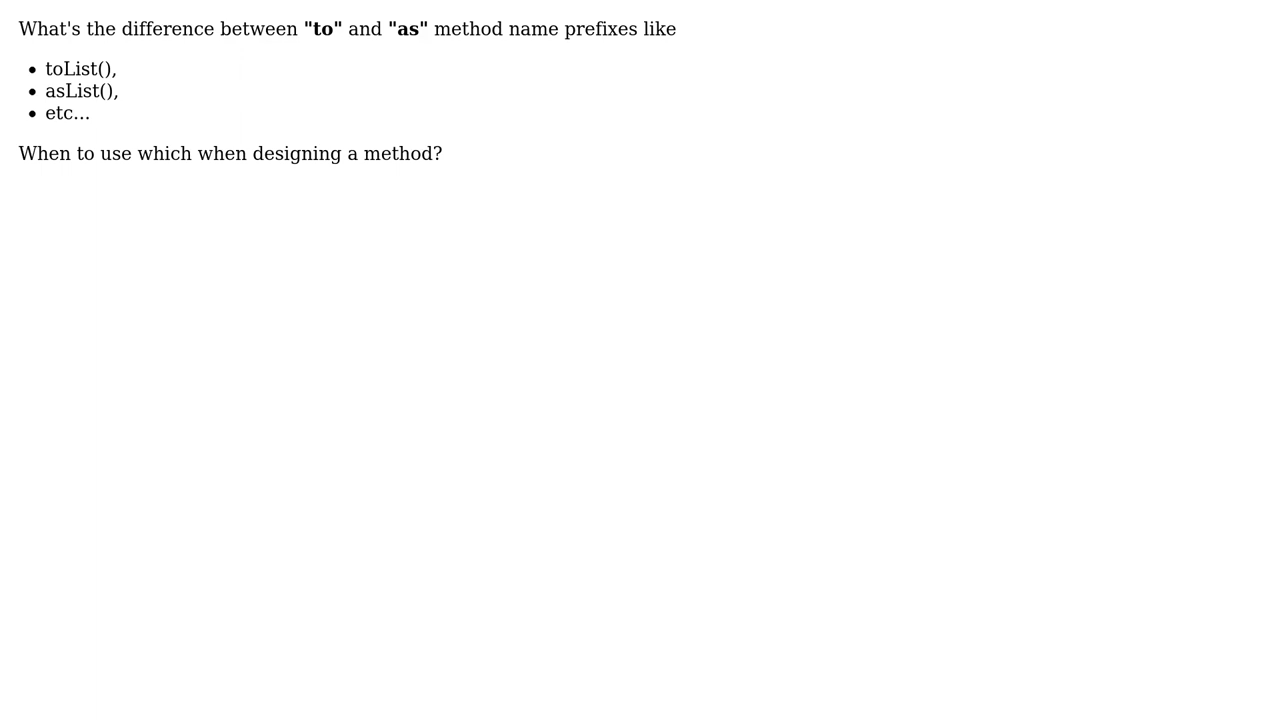 What's the difference between "to" and "as" method name prefixes like
• toList(),
• asList(),
• etc...
When to use which when designing a method?